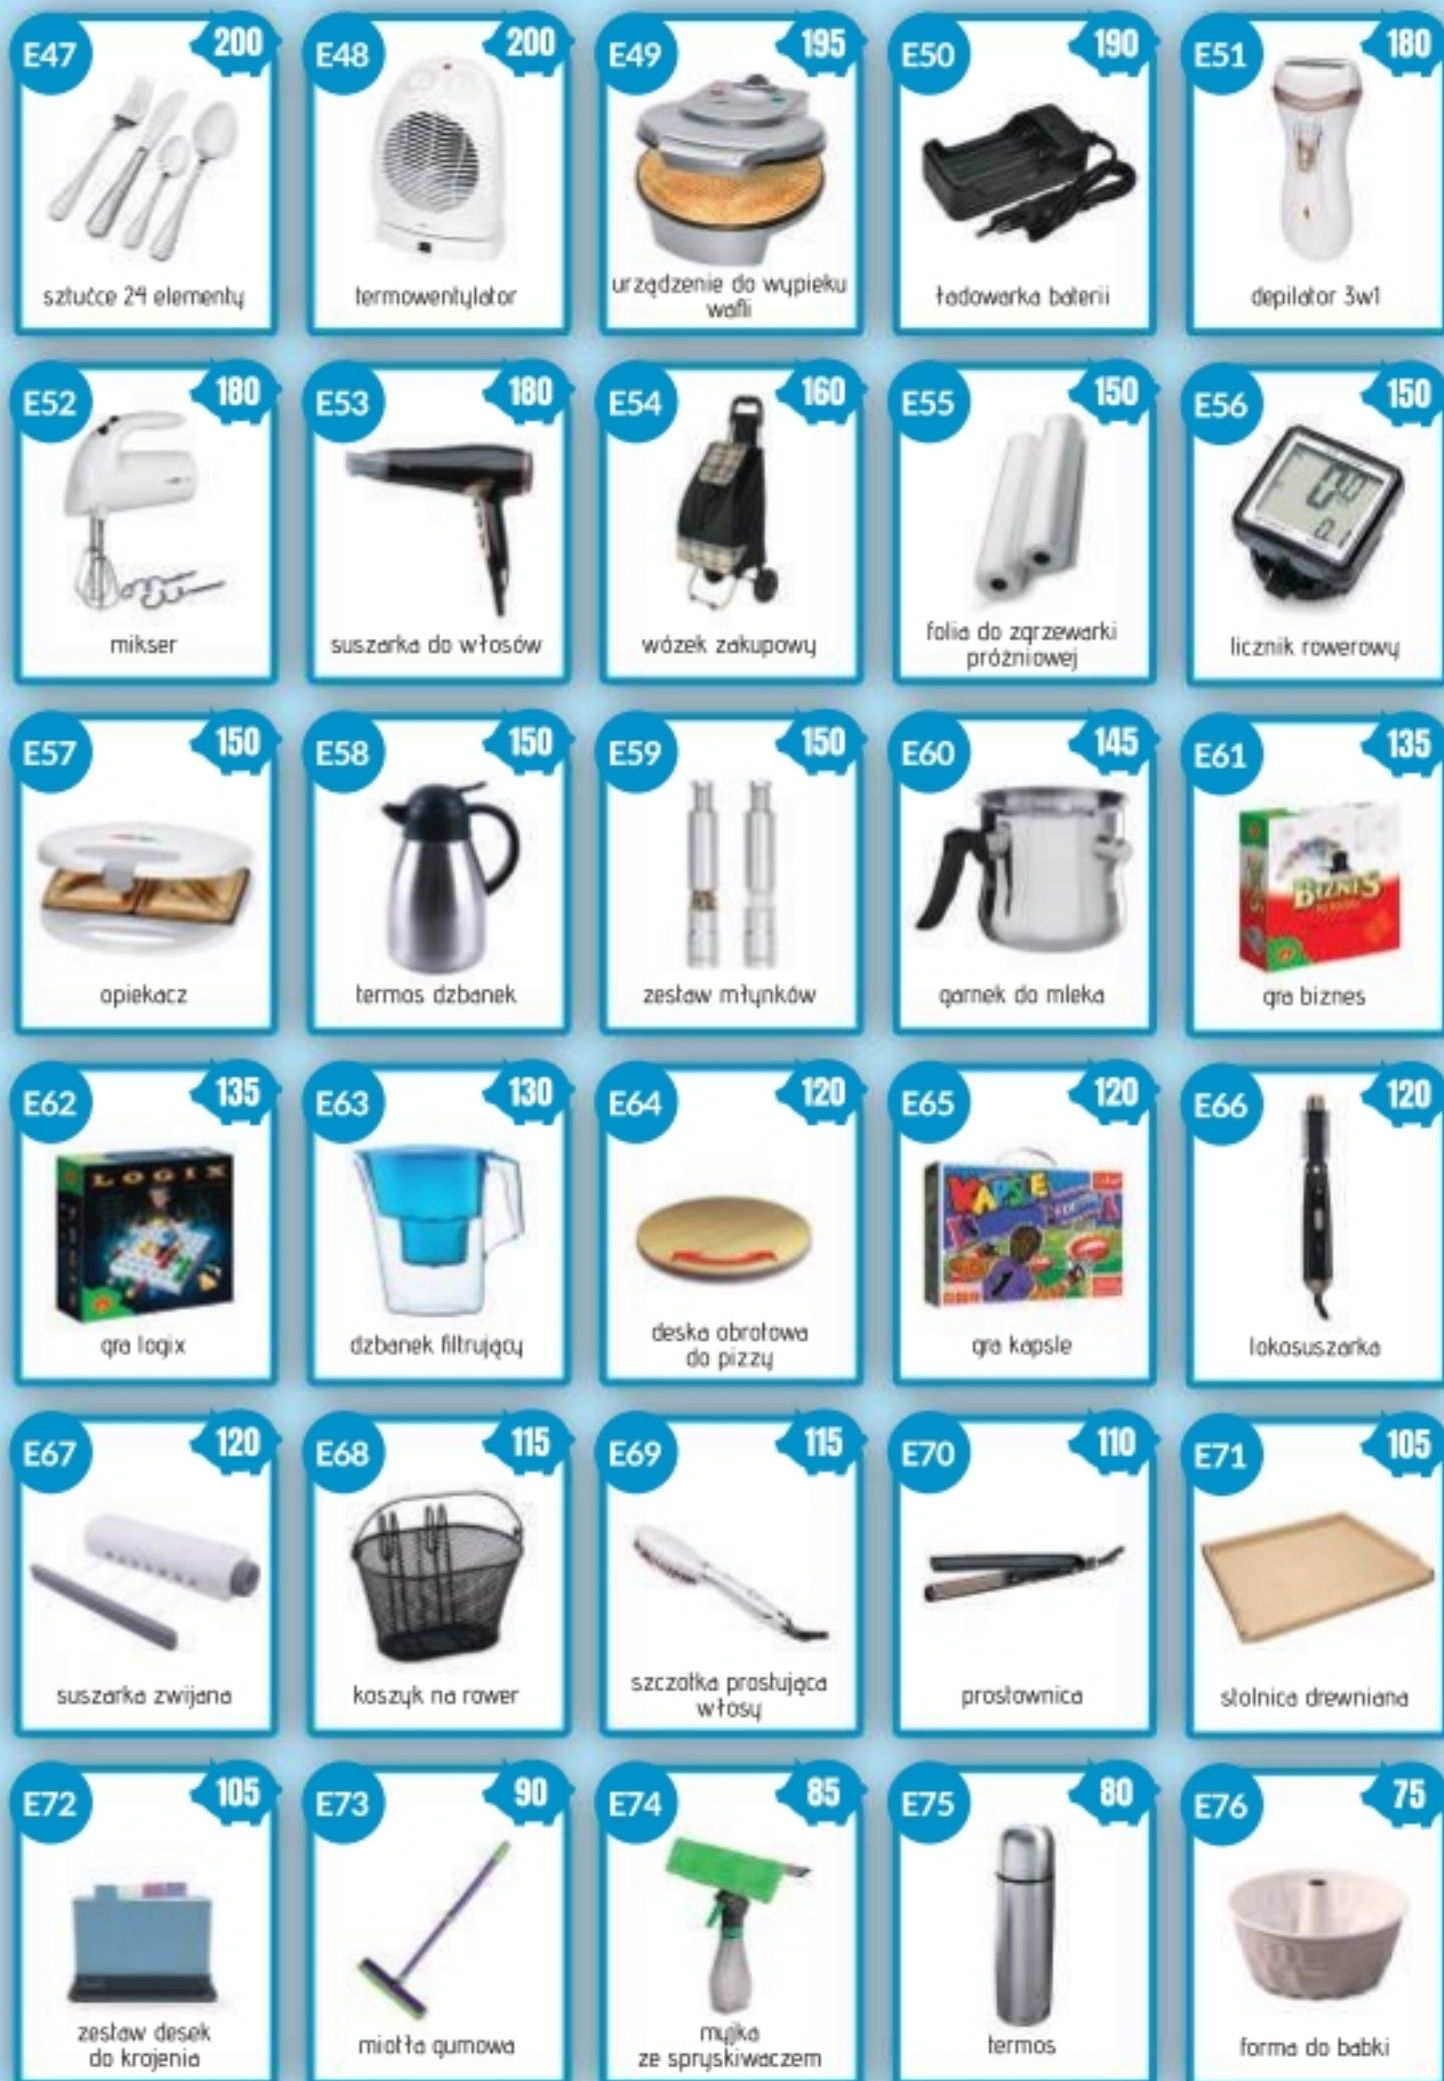 E47
200
sztućce 24 elementy
E48
200
termowentylator
E49
195
urządzenie do wypieku
wafli
E50
190
ładowarka baterii
E51
180
depilator 3w1
E52
180
mikser
E53
180
suszarka do włosów
E54
160
wózek zakupowy
E55
150
folia do zgrzewarki
próżniowej
E56
150
licznik rowerowy
E57
150
opiekacz
E58
150
termos dzbanek
E59
150
zestaw młynków
E60
145
garnek do mleka
E61
135
BIZNES
gra biznes
E62
135
LOGIX
gra logix
E63
130
dzbanek filtrujący
E64
120
deska obrotowa
do pizzy
E65
120
KAPSLE
gra kapsle
E66
120
lokosuszarka
E67
120
suszarka zwijana
E68
115
koszyk na rower
E69
115
szczotka prostująca
włosy
E70
110
prostownica
E71
105
stolnica drewniana
E72
105
zestaw desek
do krojenia
E73
90
miotła gumowa
E74
85
myjka
ze spryskiwaczem
E75
80
termos
E76
75
forma do babki